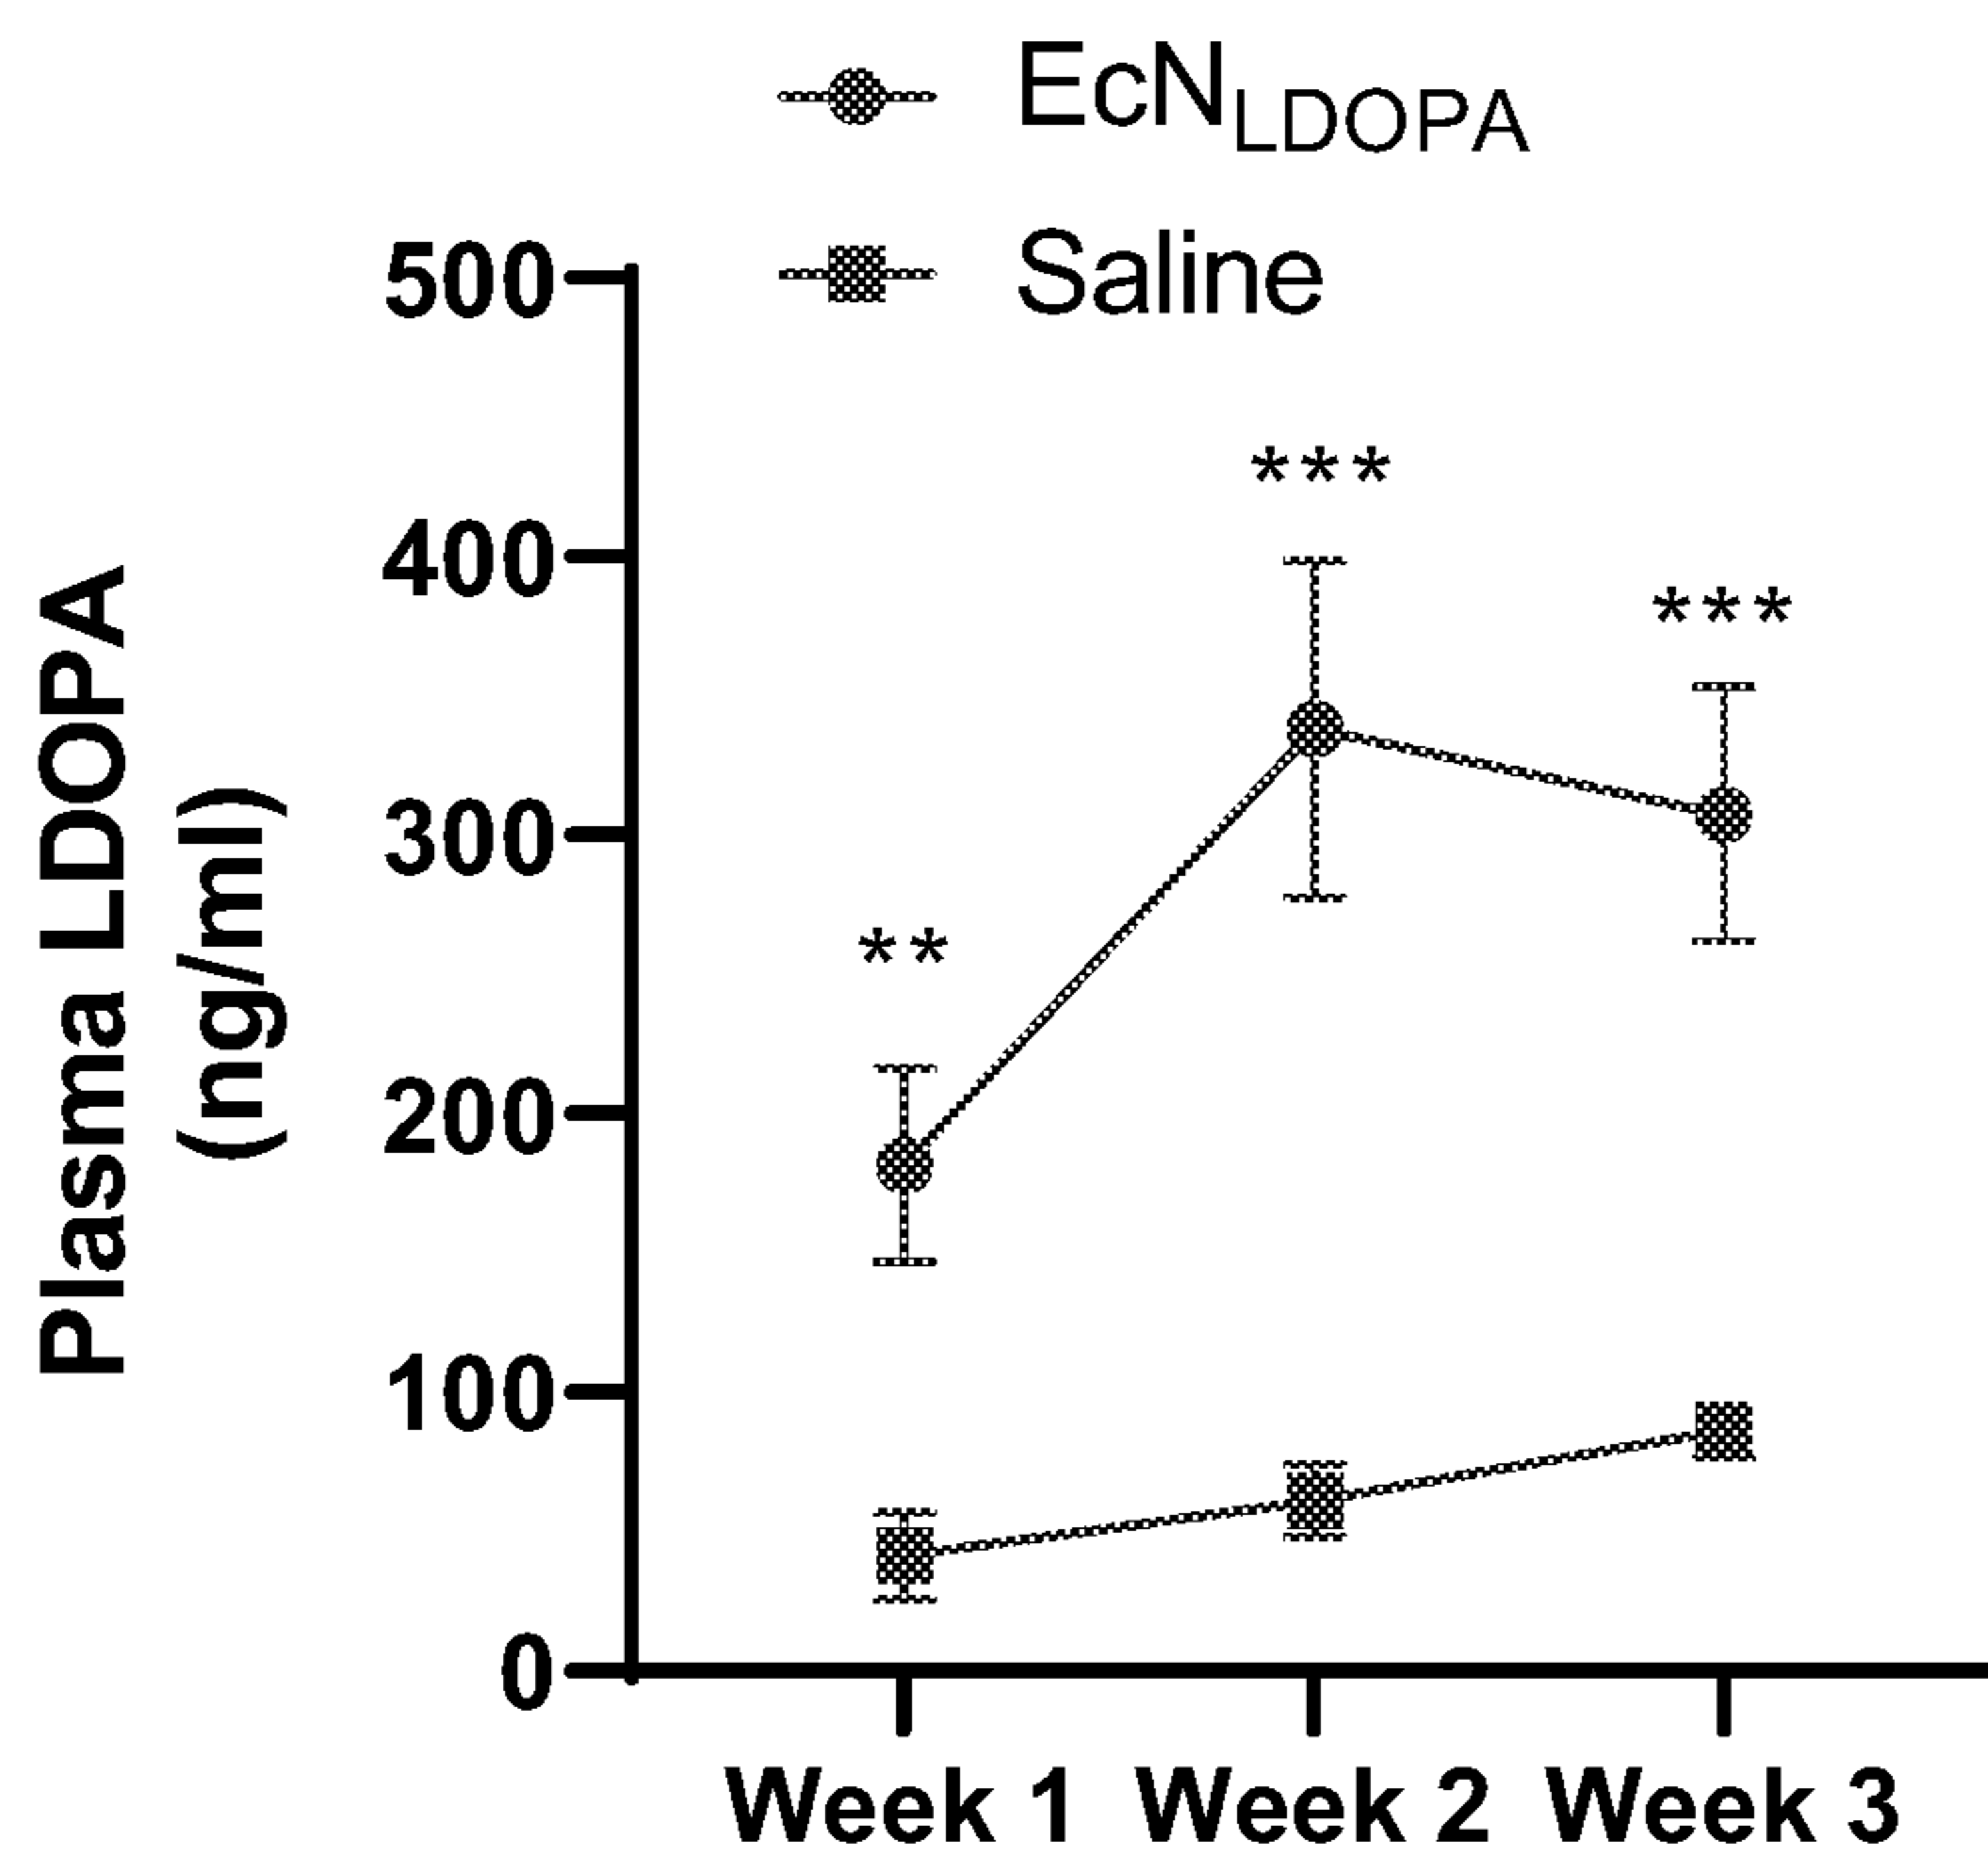 EcNLDOPA
Saline
500
400
300
200
100
0
Plasma LDOPA
(ng/ml)
**
***
***
Week 1 Week 2 Week 3